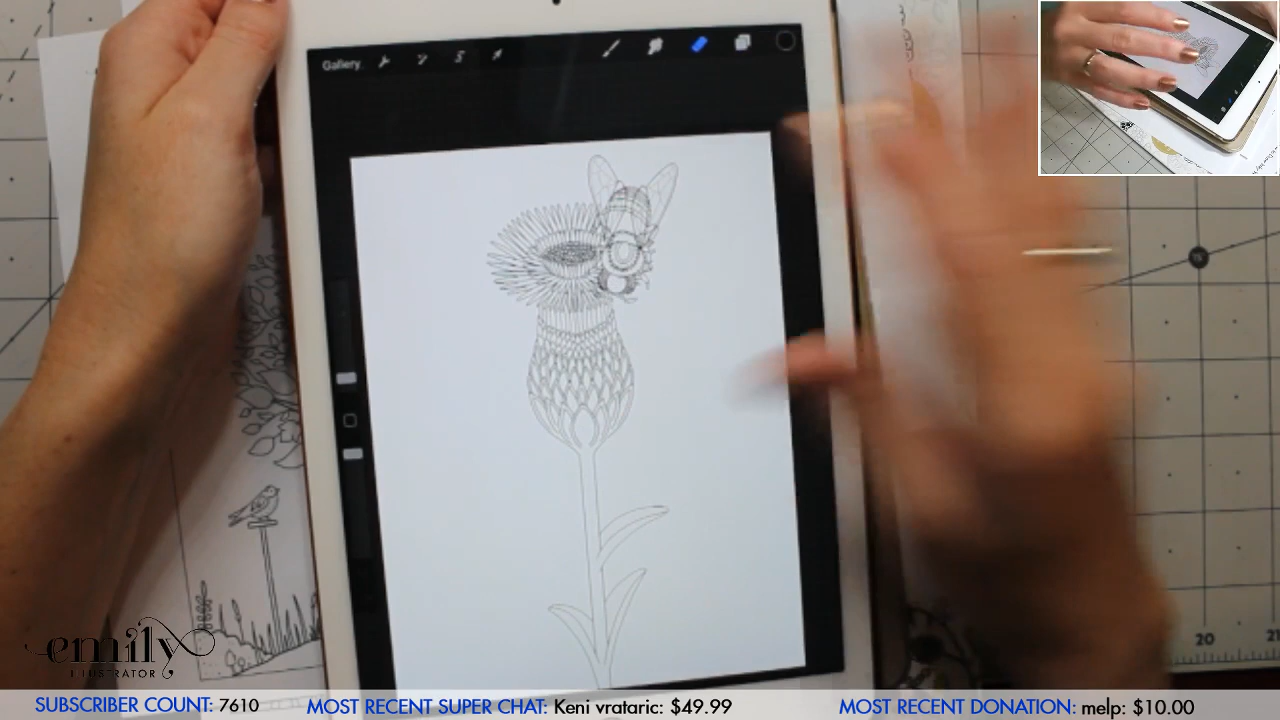 Gallery
emily
ILLUSTRATOR
20
SUBSCRIBER COUNT: 7610
MOST RECENT SUPER CHAT: Keni vrataric: $49.99
MOST RECENT DONATION: melp: $10.00